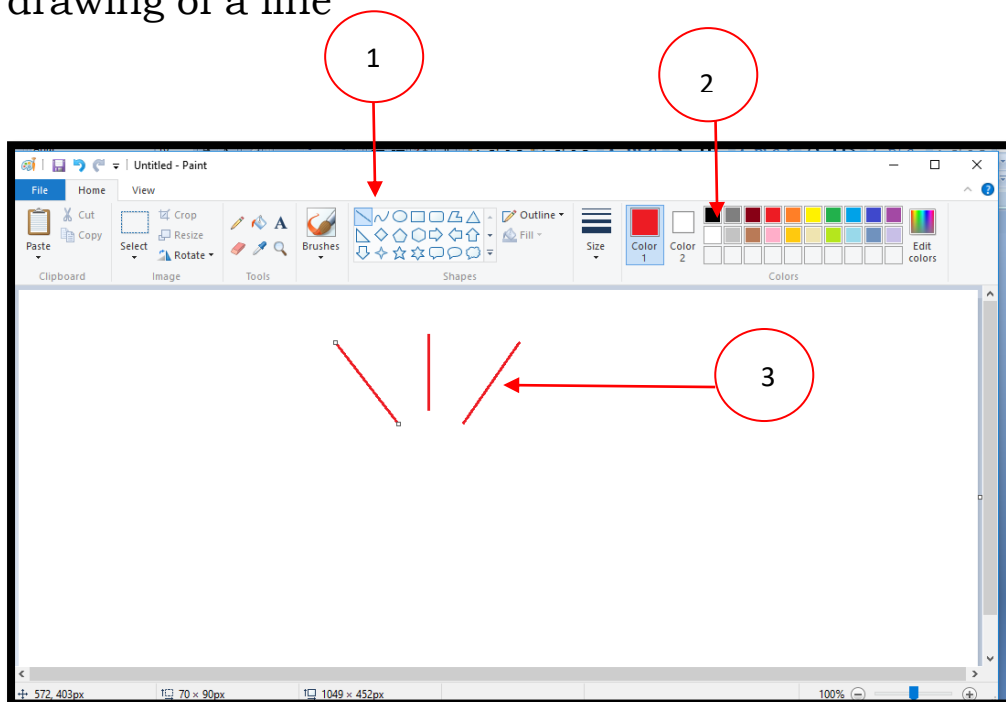 drawing of a line
1
2
Untitled - Paint
File Home View
Cut
Copy
Paste
Clipboard
Select
Crop
Resize
Rotate
Image
A
Tools
Brushes
Outline
Fill
Shapes
Size
Color 1
Color 2
Edit colors
Colors
3
572, 403px 70 × 90px 1049 × 452px 100%